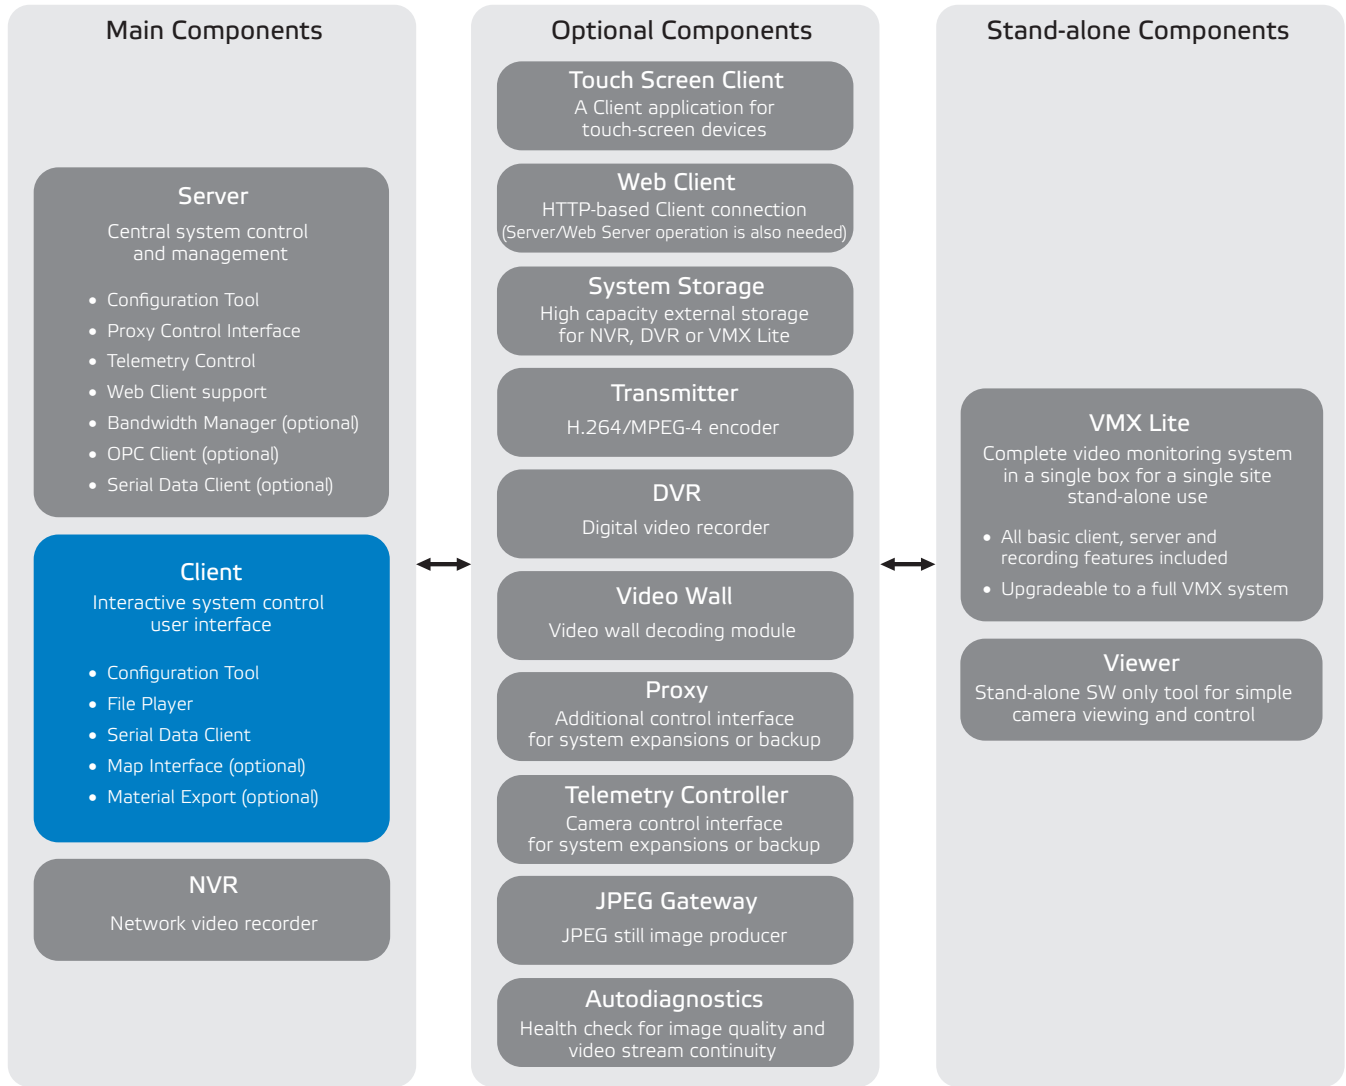 Main Components
Server
Central system control
and management
• Configuration Tool
• Proxy Control Interface
• Telemetry Control
• Web Client support
• Bandwidth Manager (optional)
• OPC Client (optional)
• Serial Data Client (optional)
Client
Interactive system control
user interface
• Configuration Tool
• File Player
• Serial Data Client
• Map Interface (optional)
• Material Export (optional)
NVR
Network video recorder
Optional Components
Touch Screen Client
A Client application for
touch-screen devices
Web Client
HTTP-based Client connection
(Server/Web Server operation is also needed)
System Storage
High capacity external storage
for NVR, DVR or VMX Lite
Transmitter
H.264/MPEG-4 encoder
DVR
Digital video recorder
Video Wall
Video wall decoding module
Proxy
Additional control interface
for system expansions or backup
Telemetry Controller
Camera control interface
for system expansions or backup
JPEG Gateway
JPEG still image producer
Autodiagnostics
Health check for image quality and
video stream continuity
Stand-alone Components
VMX Lite
Complete video monitoring system
in a single box for a single site
stand-alone use
• All basic client, server and
recording features included
• Upgradeable to a full VMX system
Viewer
Stand-alone SW only tool for simple
camera viewing and control